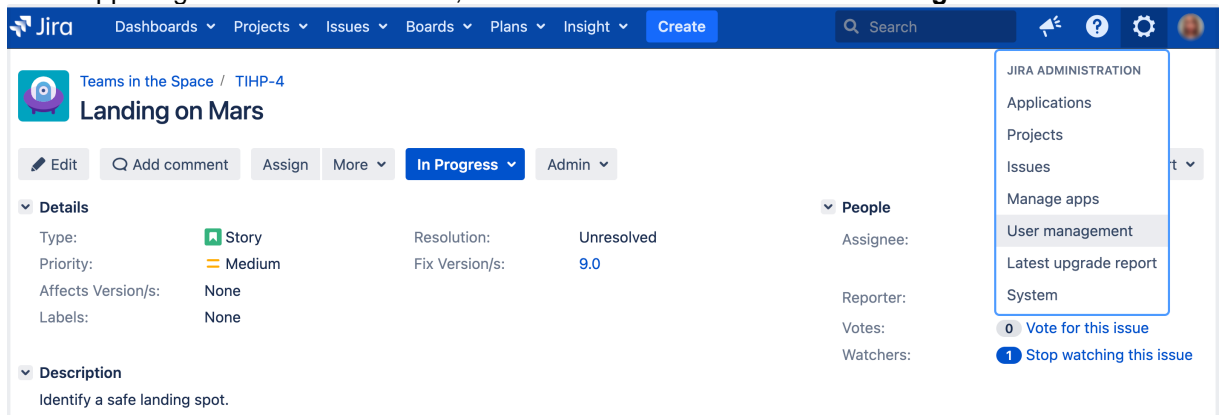 Jira Dashboards Projects Issues Boards Plans Insight Create Search
JIRA ADMINISTRATION
Applications
Projects
Issues
Manage apps
User management
Latest upgrade report
System
Teams in the Space / TIHP-4
Landing on Mars
Edit Add comment Assign More In Progress Admin
Details
Type: Story Resolution: Unresolved
Priority: Medium Fix Version/s: 9.0
Affects Version/s: None
Labels: None
People
Assignee:
Reporter:
Votes: 0 Vote for this issue
Watchers: 1 Stop watching this issue
Description
Identify a safe landing spot.